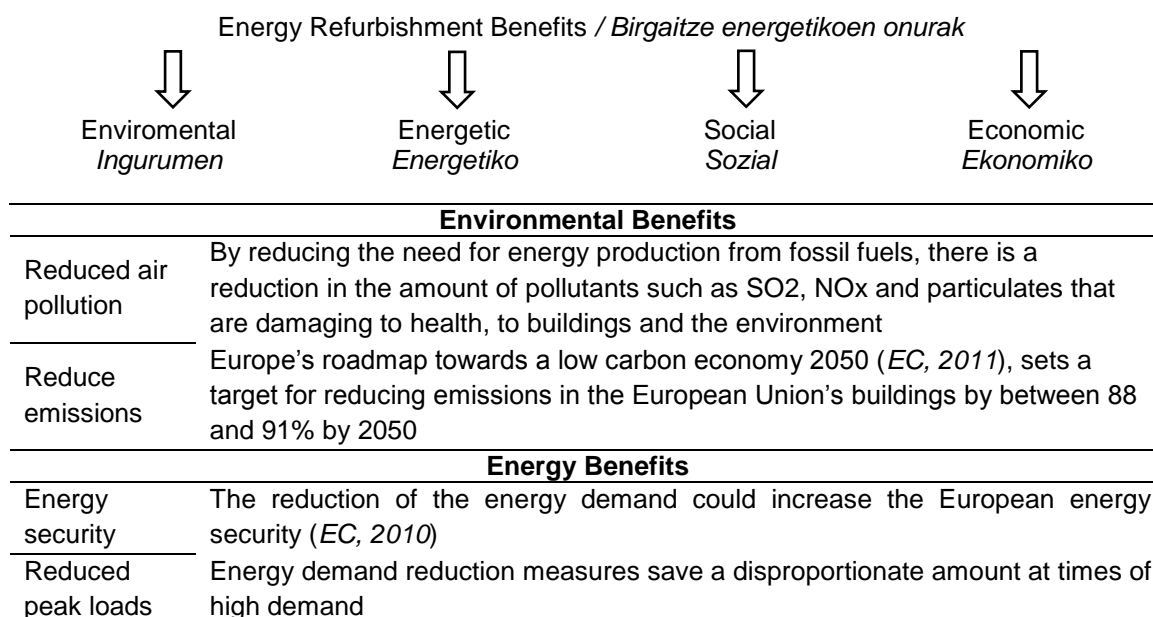 Energy Refurbishment Benefits / Birgaitze energetikoen onurak
Enviromental Energetic Social Economic
Ingurumen Energetiko Sozial Ekonomiko
Environmental Benefits
Reduced air pollution
By reducing the need for energy production from fossil fuels, there is a
reduction in the amount of pollutants such as SO2, NOx and particulates that
are damaging to health, to buildings and the environment
Reduce emissions
Europe’s roadmap towards a low carbon economy 2050 (EC, 2011), sets a
target for reducing emissions in the European Union’s buildings by between 88
and 91% by 2050
Energy Benefits
Energy security
The reduction of the energy demand could increase the European energy
security (EC, 2010)
Reduced peak loads
Energy demand reduction measures save a disproportionate amount at times of
high demand